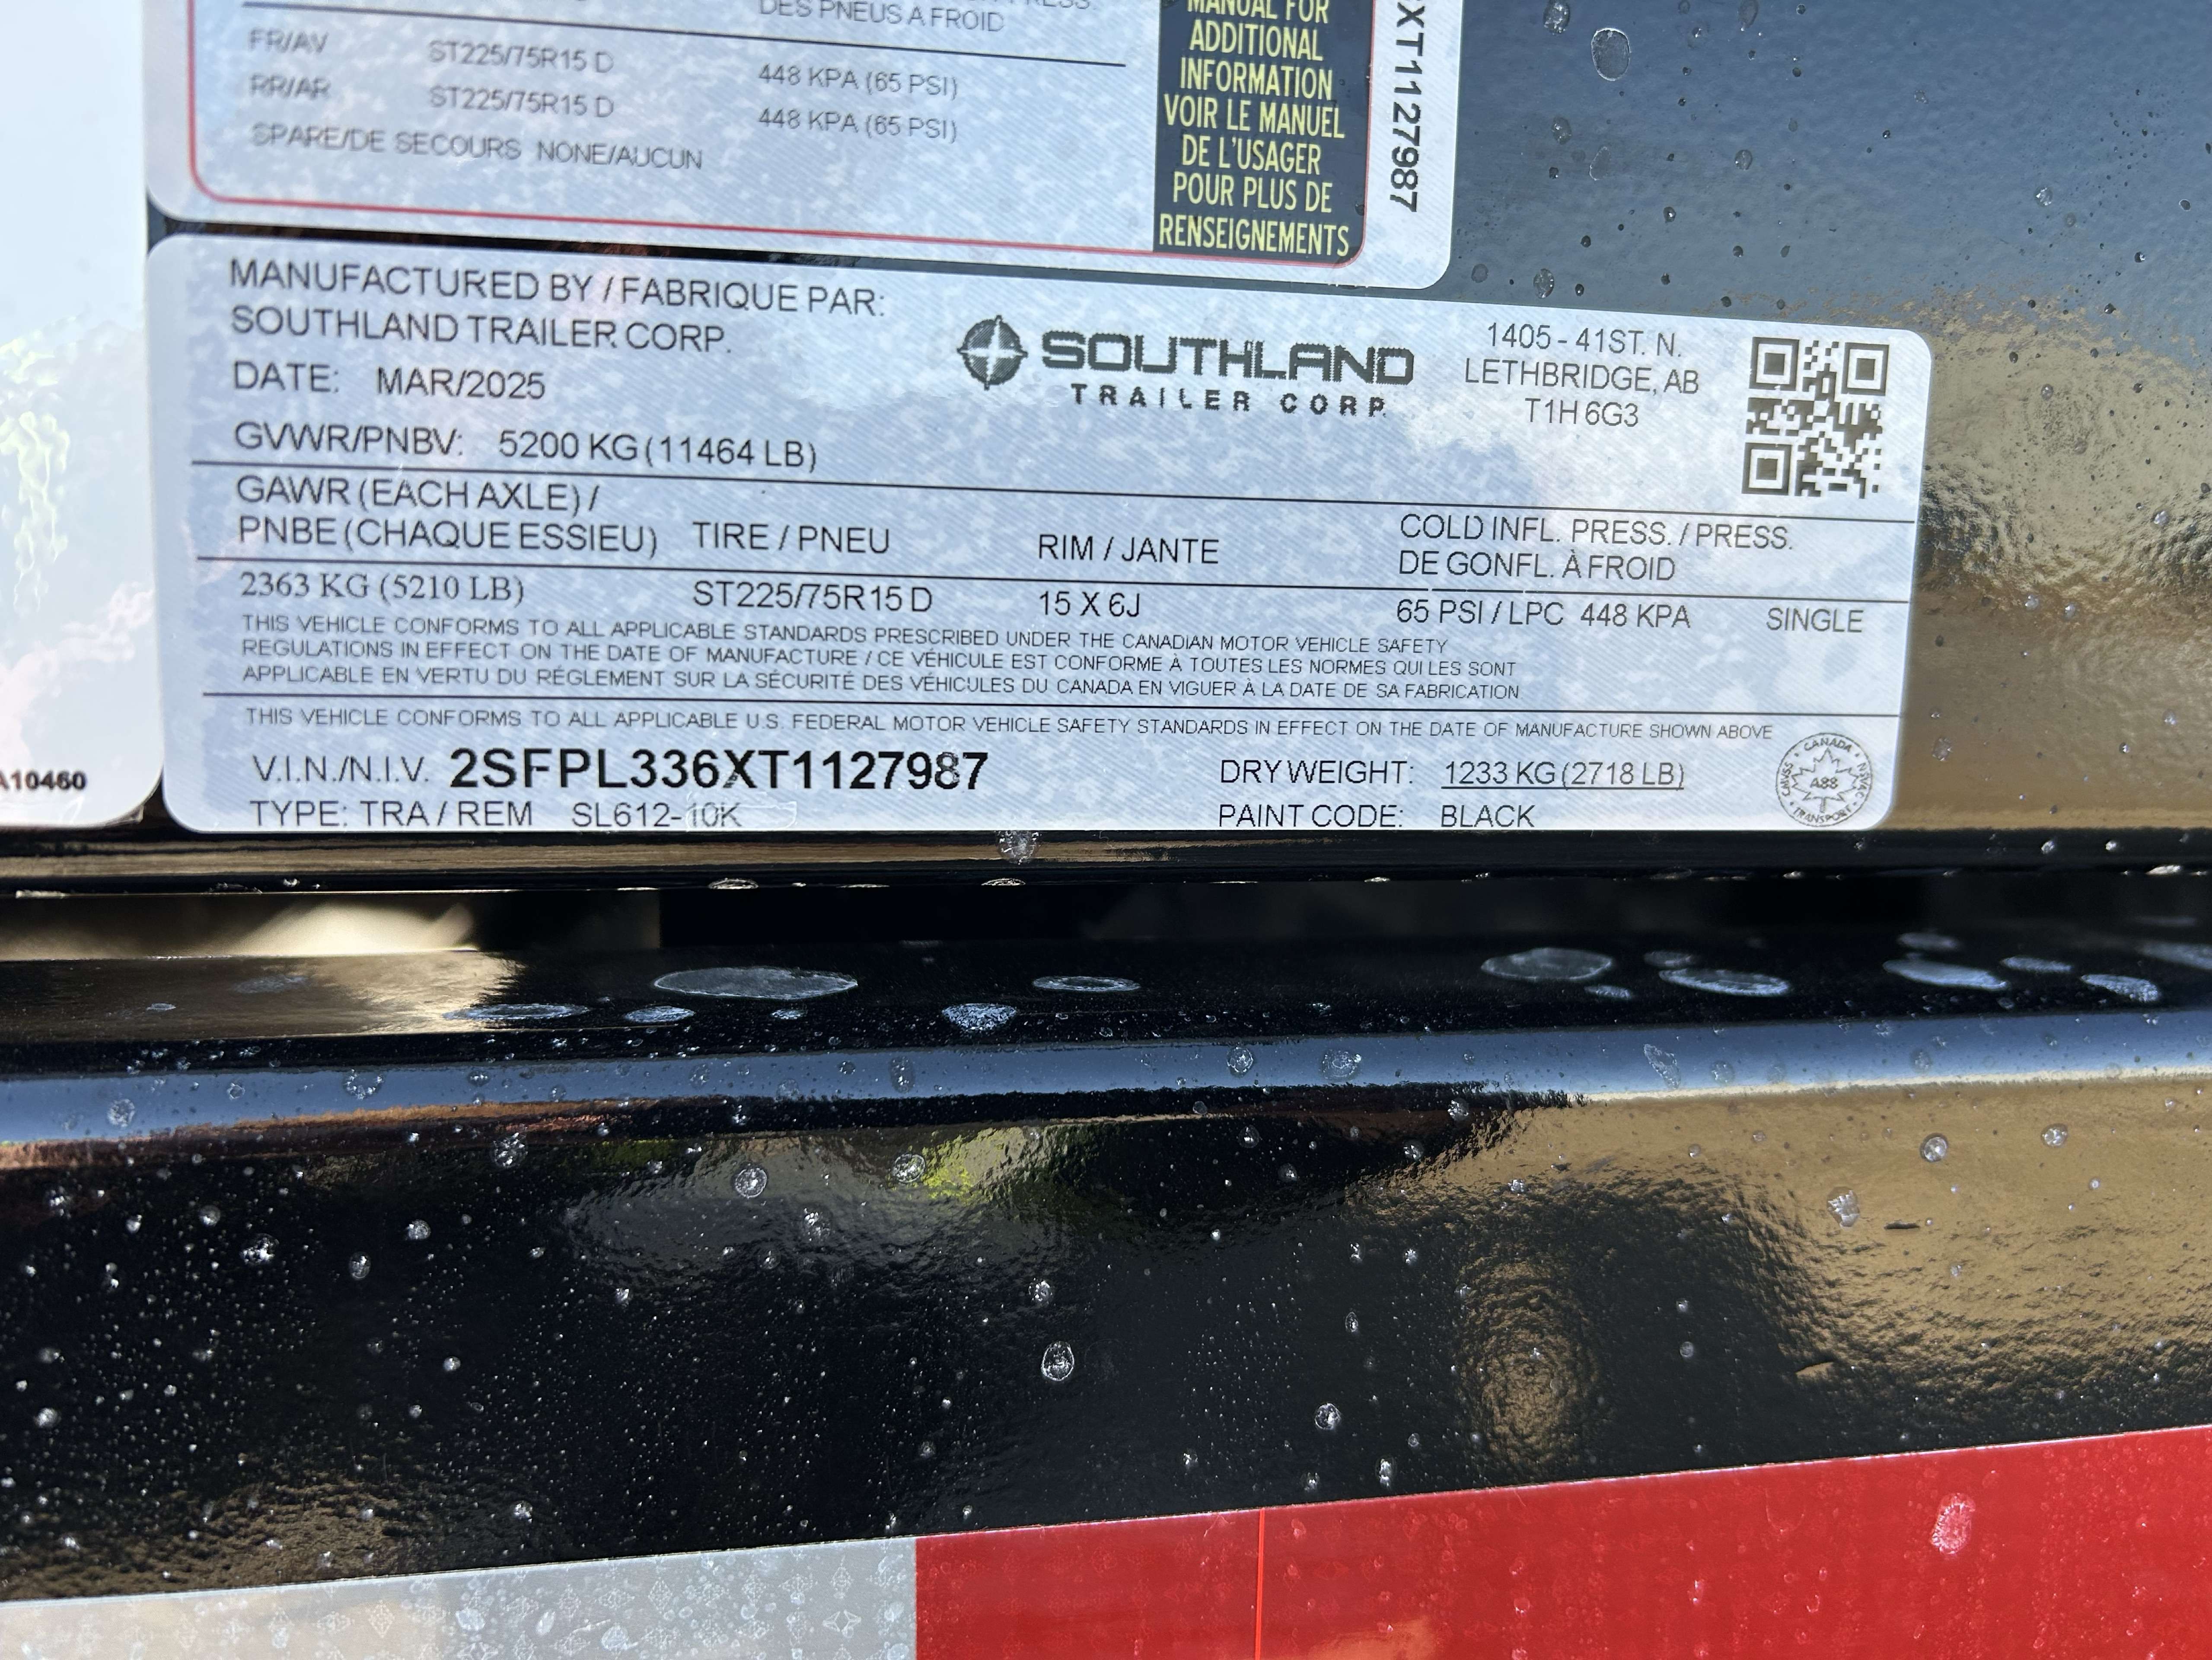 DES PNEUS A FROID
FR/AV ST225/75R15 D 448 KPA (65 PSI)
RR/AR ST225/75R15 D 448 KPA (65 PSI)
SPARE/DE SECOURS NONE/AUCUN
MANUAL FOR
ADDITIONAL
INFORMATION
VOIR LE MANUEL
DE L'USAGER
POUR PLUS DE
RENSEIGNEMENTS
XT1127987
MANUFACTURED BY / FABRIQUE PAR:
SOUTHLAND TRAILER CORP.
DATE: MAR/2025
GVWR/PNBV: 5200 KG (11464 LB)
SOUTHLAND
TRAILER CORP.
1405 - 41ST. N.
LETHBRIDGE, AB
T1H 6G3
GAWR (EACH AXLE) /
PNBE (CHAQUE ESSIEU) TIRE / PNEU RIM / JANTE
COLD INFL. PRESS. / PRESS.
DE GONFL. À FROID
2363 KG (5210 LB) ST225/75R15 D 15 X 6J 65 PSI / LPC 448 KPA SINGLE
THIS VEHICLE CONFORMS TO ALL APPLICABLE STANDARDS PRESCRIBED UNDER THE CANADIAN MOTOR VEHICLE SAFETY
REGULATIONS IN EFFECT ON THE DATE OF MANUFACTURE / CE VÉHICULE EST CONFORME À TOUTES LES NORMES QUI LES SONT
APPLICABLE EN VERTU DU RÉGLEMENT SUR LA SÉCURITÉ DES VÉHICULES DU CANADA EN VIGUER À LA DATE DE SA FABRICATION.
THIS VEHICLE CONFORMS TO ALL APPLICABLE U.S. FEDERAL MOTOR VEHICLE SAFETY STANDARDS IN EFFECT ON THE DATE OF MANUFACTURE SHOWN ABOVE
V.I.N./N.I.V. 2SFPL336XT1127987 DRY WEIGHT: 1233 KG (2718 LB)
TYPE: TRA / REM SL612-10K PAINT CODE: BLACK
CANADA
CMVSS A88 NSVAC
TRANSPORT
A10460